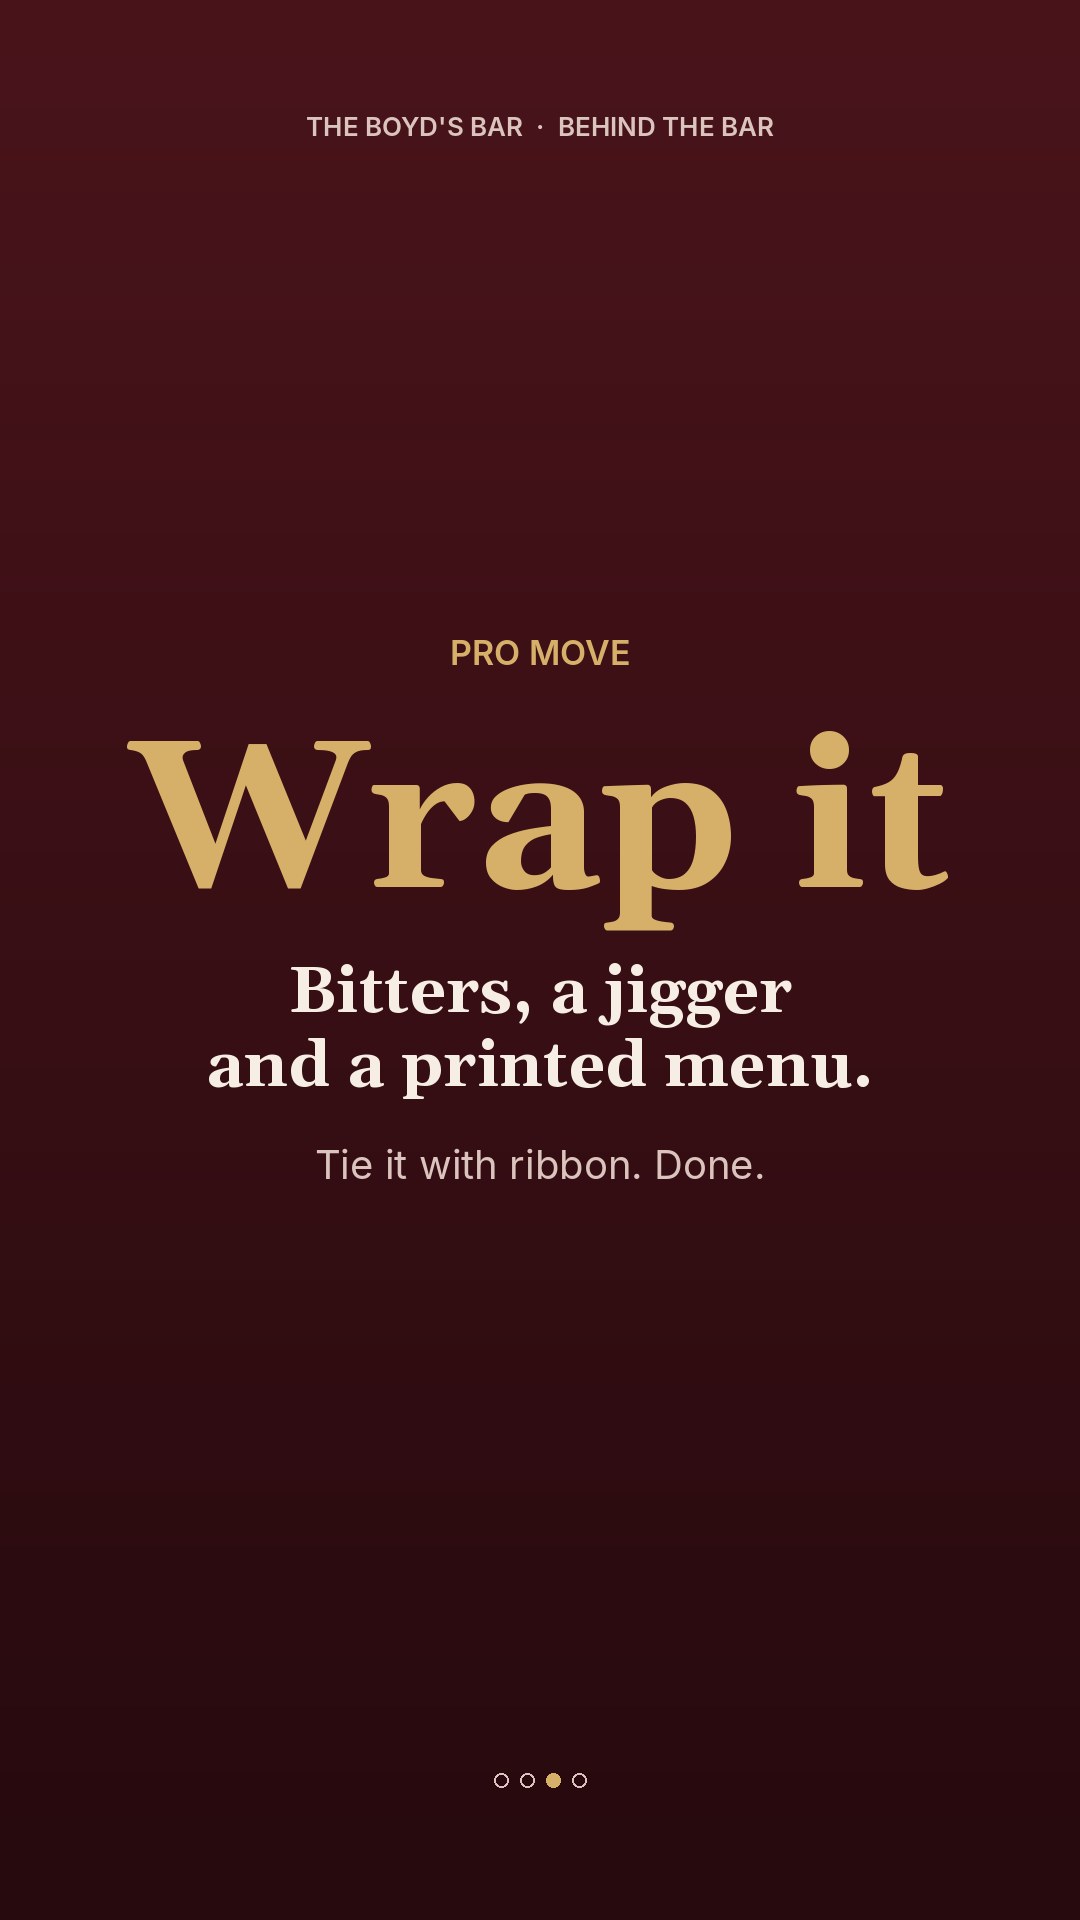 THE BOYD'S BAR · BEHIND THE BAR
PRO MOVE
Wrap it
Bitters, a jigger
and a printed menu.
Tie it with ribbon. Done.